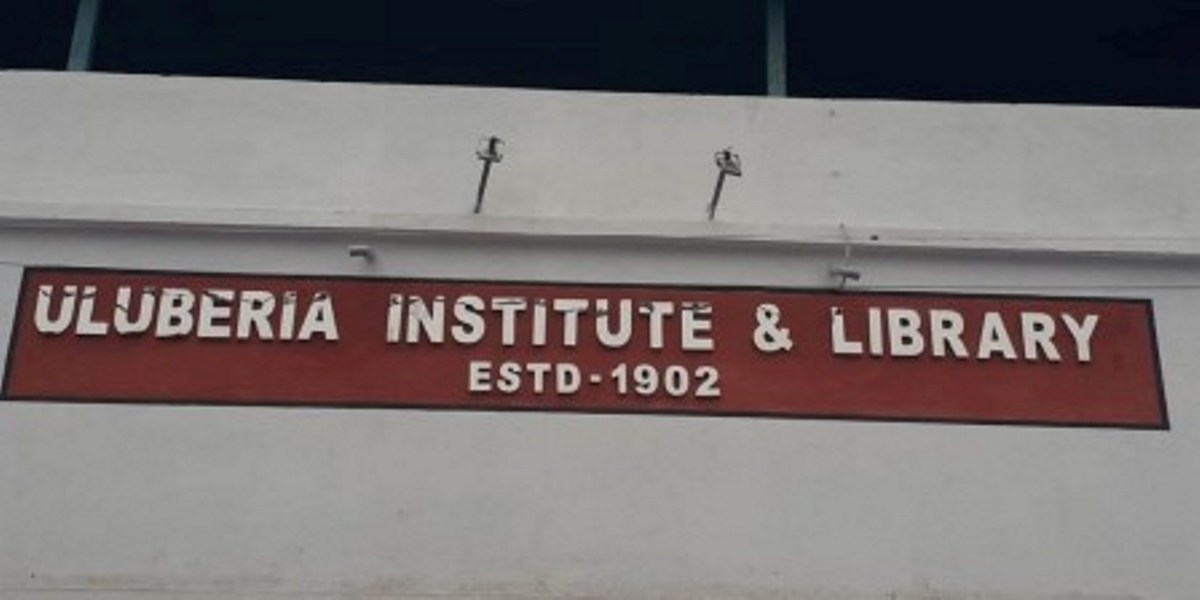 ULUBERIA INSTITUTE & LIBRARY
ESTD-1902